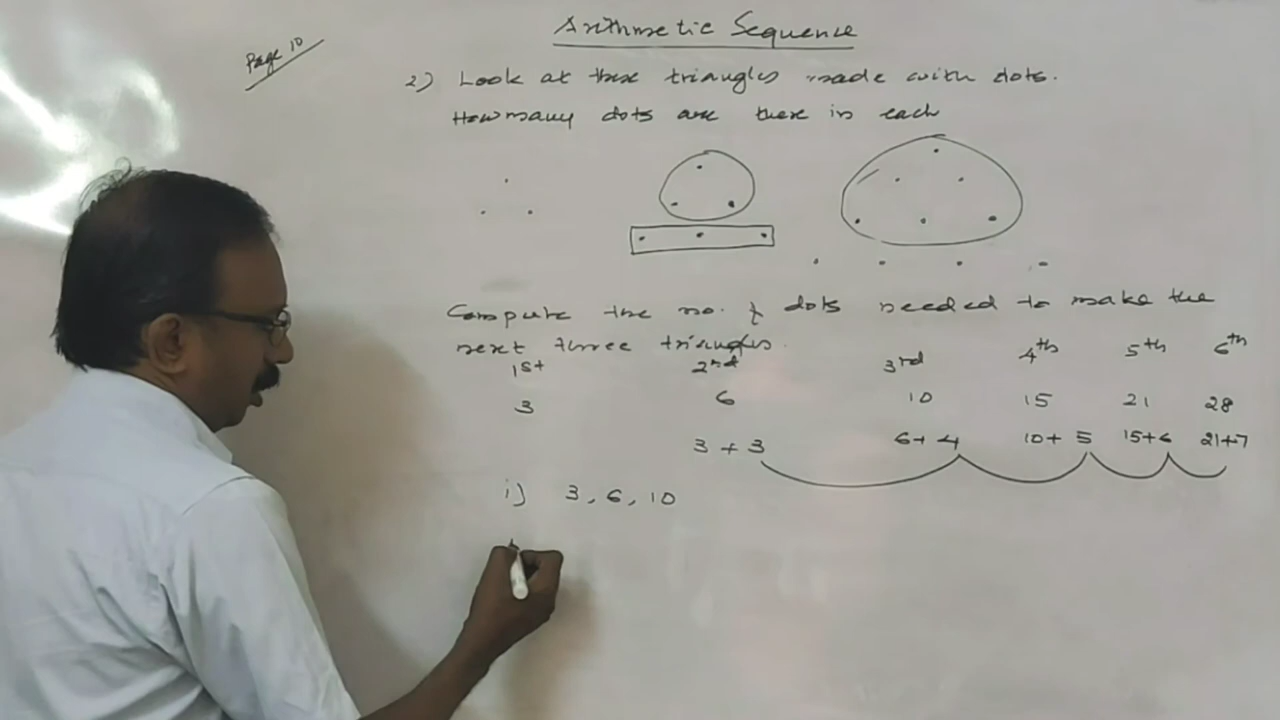 Arithmetic Sequence
Page 10
2) Look at these triangles made with dots.
How many dots are there in each
Compute the no. of dots needed to make the
next three triangles.
1st 2nd 3rd 4th 5th 6th
3 6 10 15 21 28
3 + 3 6+ 4 10+ 5 15+6 21+7
i) 3, 6, 10